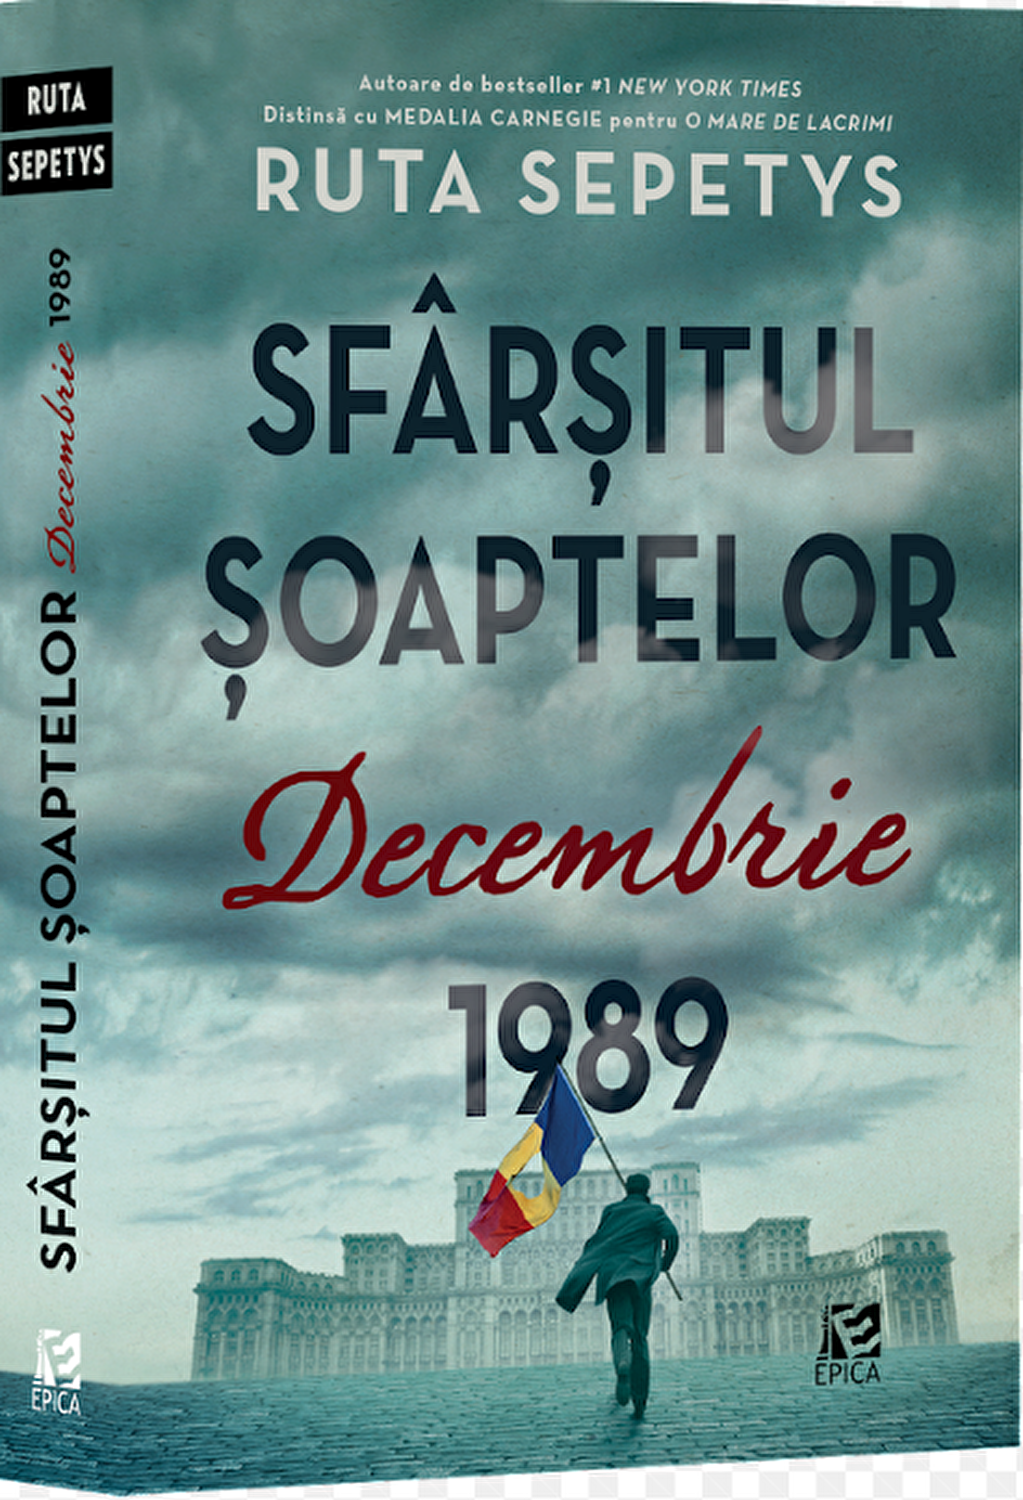 RUTA
SEPETYS
SFÂRȘITUL ȘOAPTELOR Decembrie 1989
EPICA
Autoare de bestseller #1 NEW YORK TIMES
Distinsă cu MEDALIA CARNEGIE pentru O MARE DE LACRIMI
RUTA SEPETYS
SFÂRȘITUL
ȘOAPTELOR
Decembrie
1989
EPICA